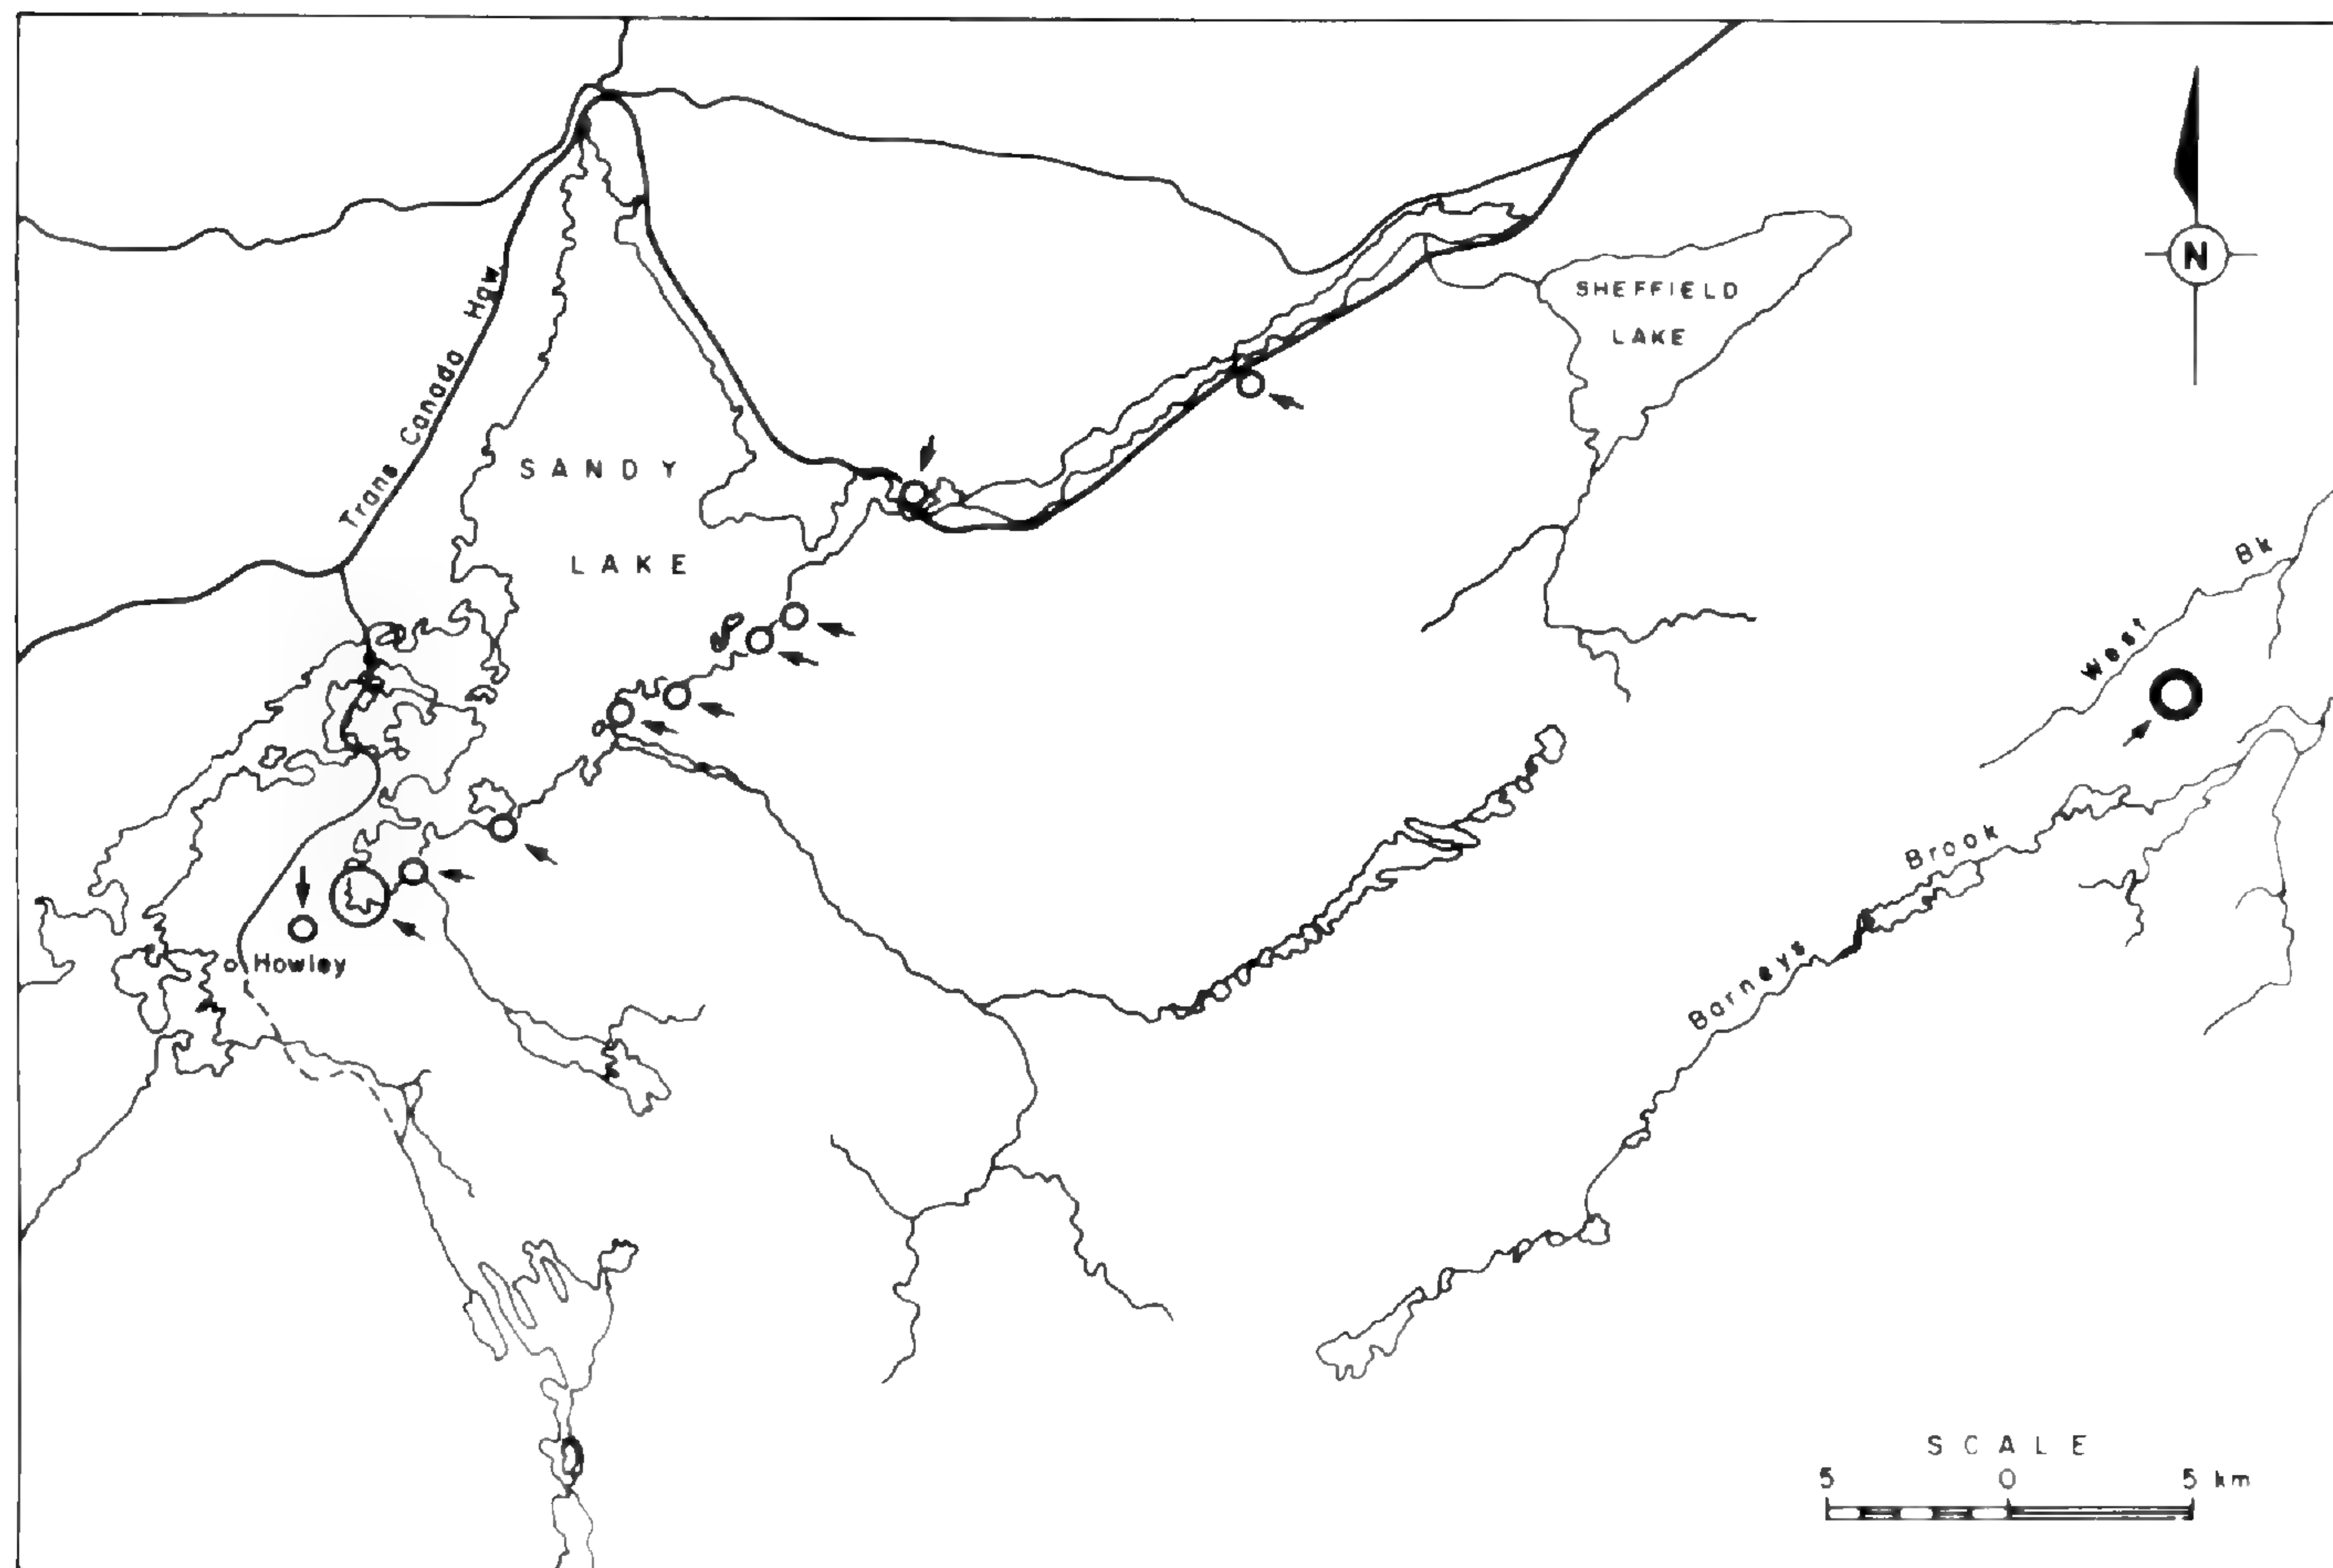 N
SHEFFIELD
LAKE
Trans Canada Hgw
SANDY
LAKE
West Bk
Barneys Brook
Howley
SCALE
5 0 5 km